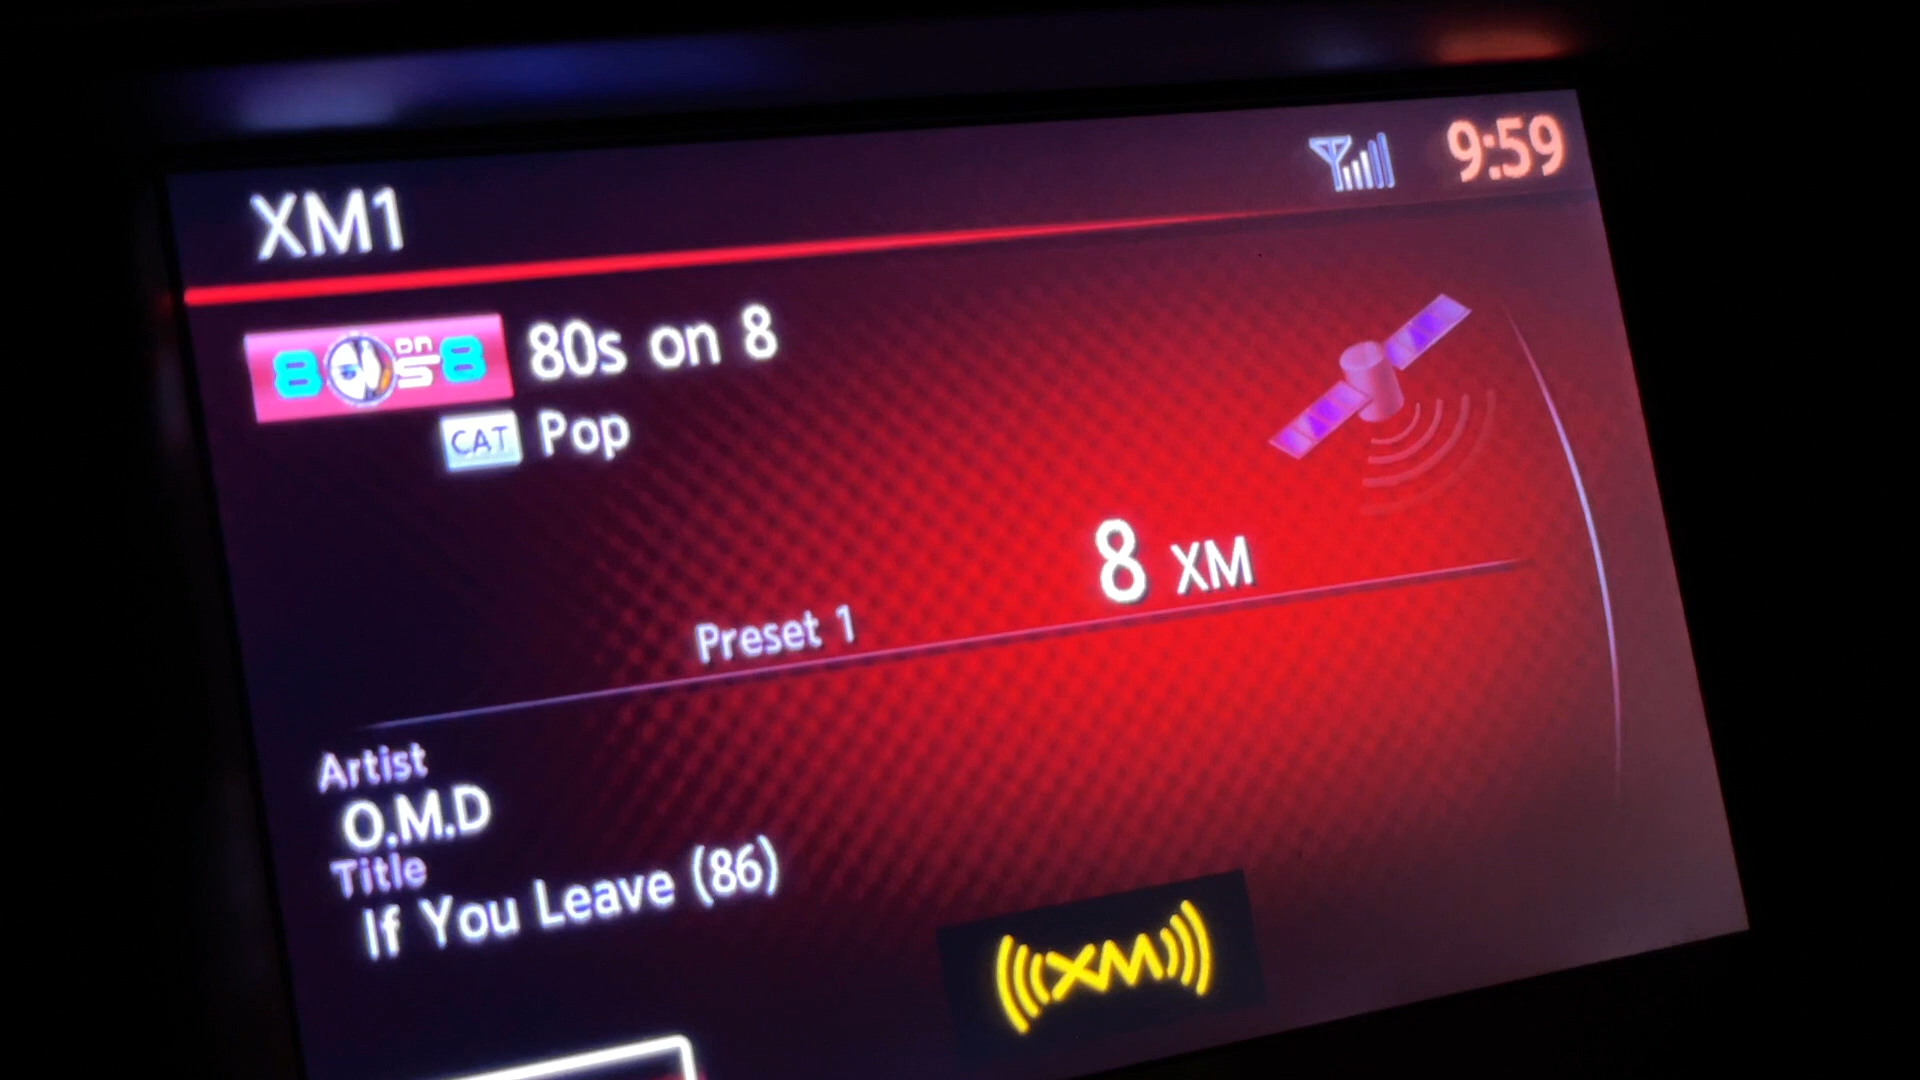 XM1
9:59
80s on 8
80s on 8
CAT Pop
8 XM
Preset 1
Artist
O.M.D
Title
If You Leave (86)
XM